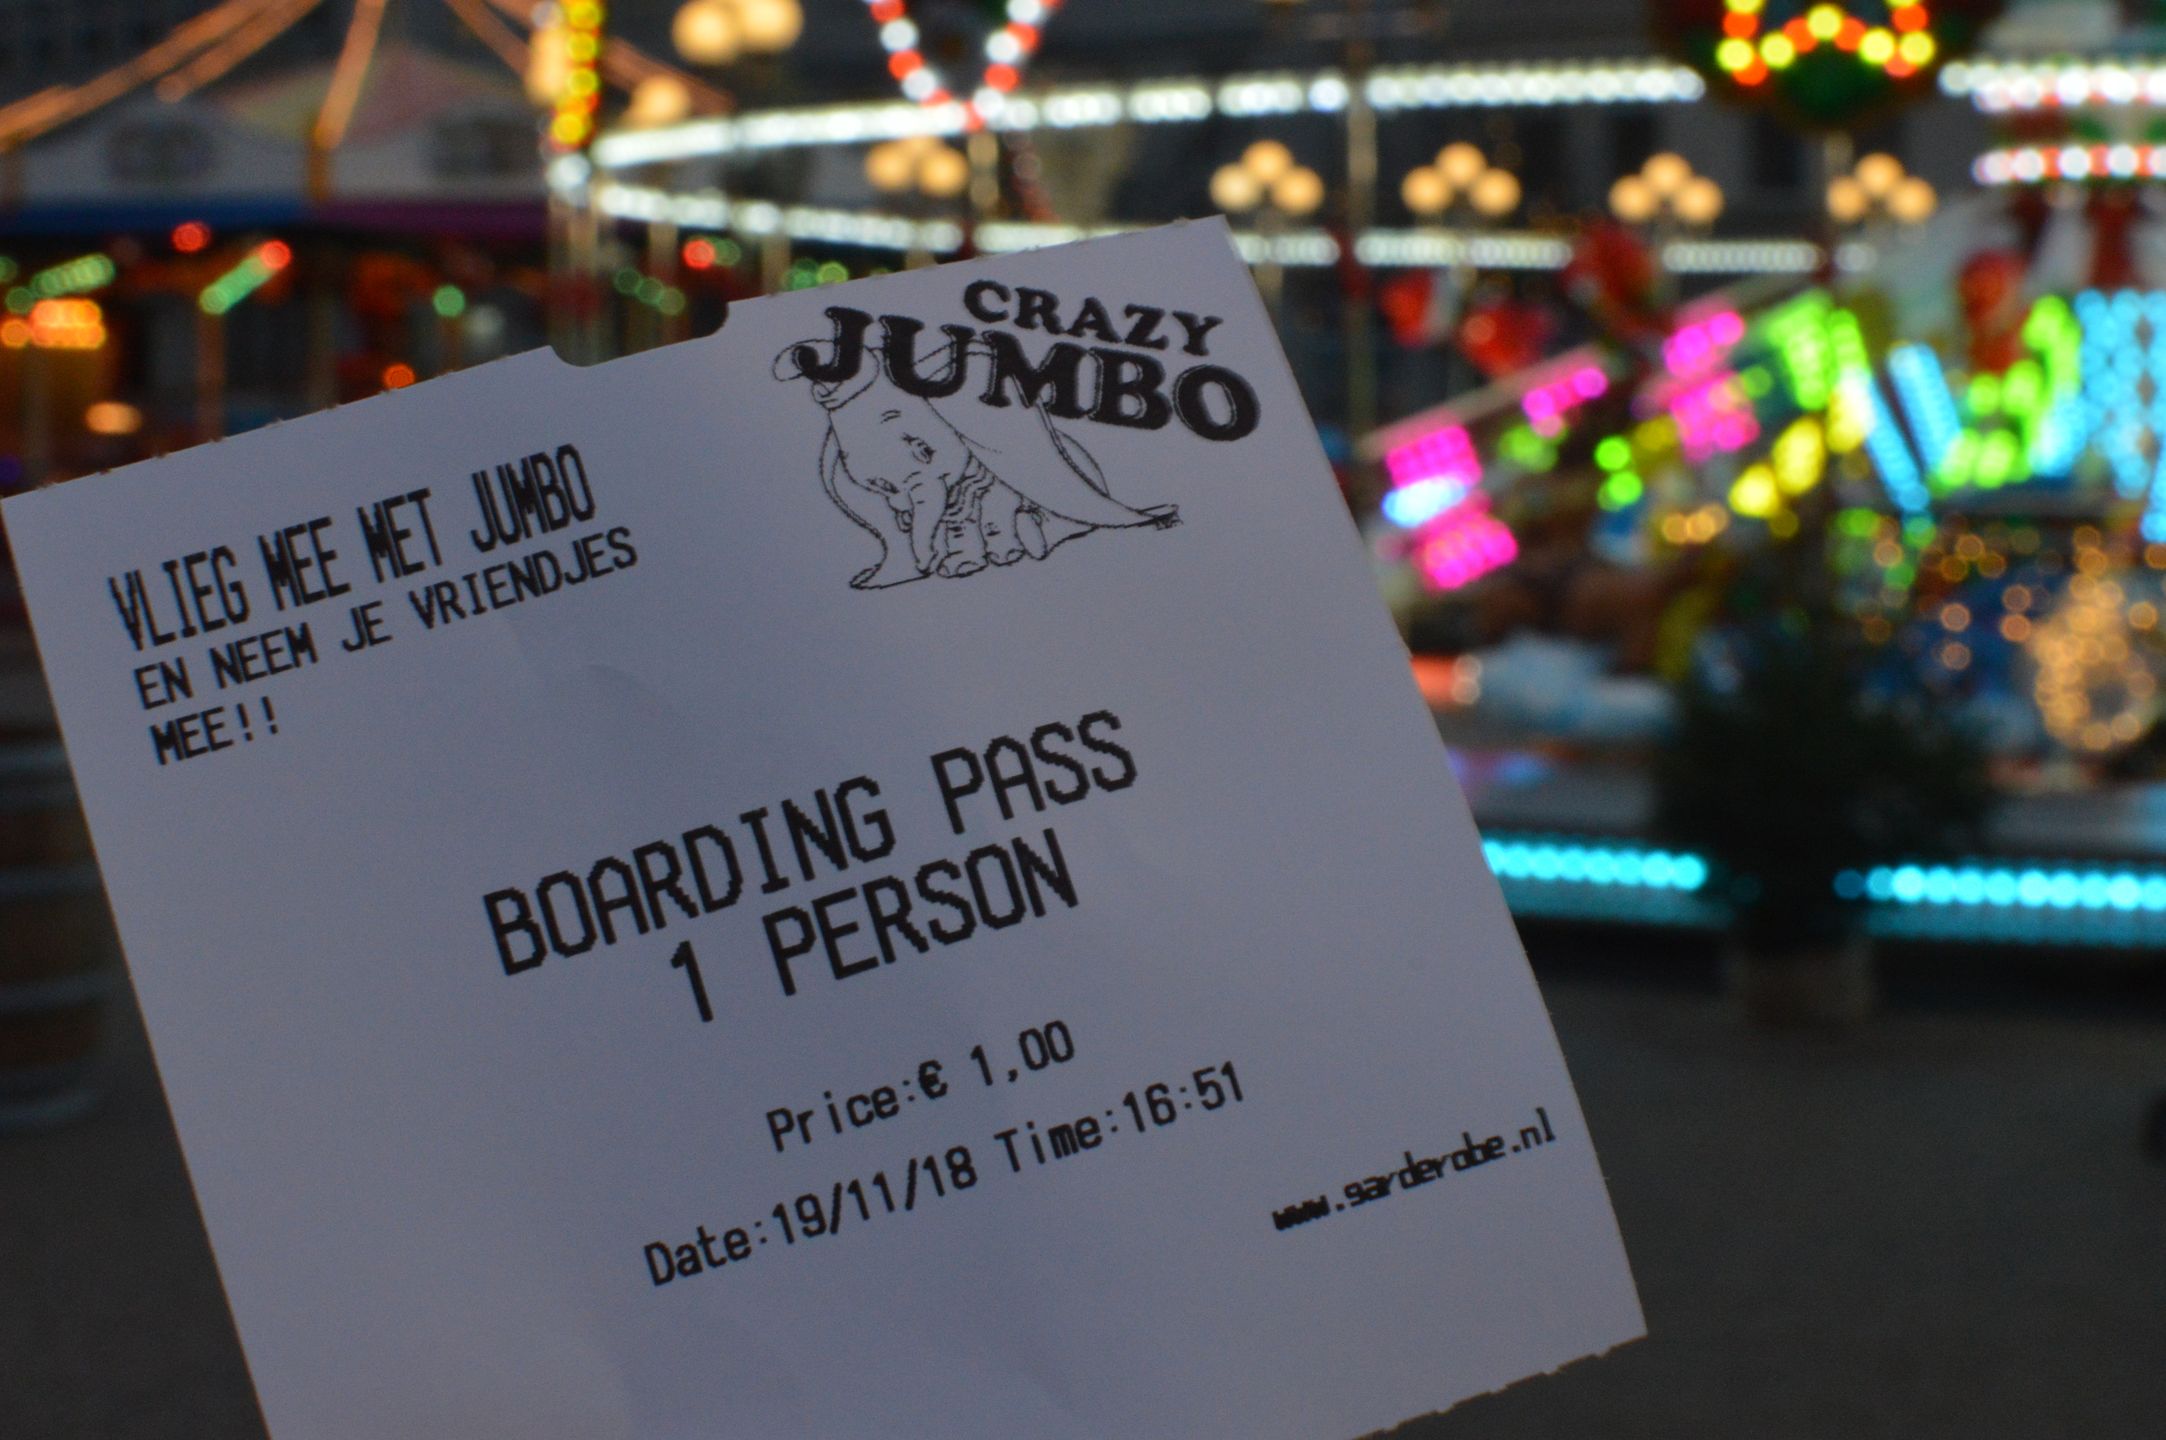 CRAZY
JUMBO
VLIEG MEE MET JUMBO
EN NEEM JE VRIENDJES
MEE!!
BOARDING PASS
1 PERSON
Price:€ 1,00
Date:19/11/18 Time:16:51
www.garderobe.nl